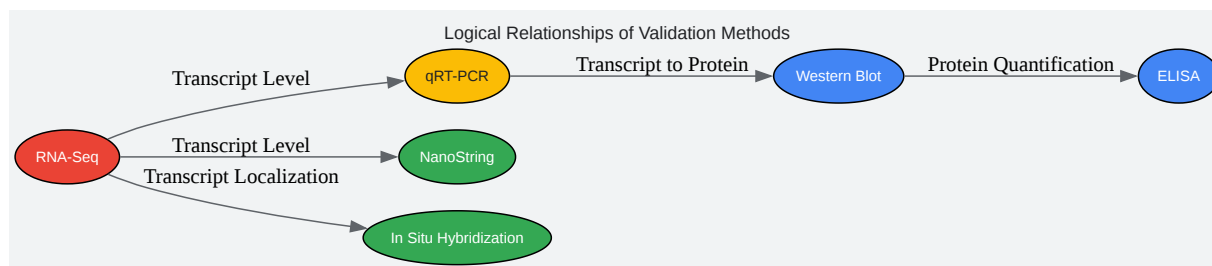 Logical Relationships of Validation Methods
Transcript Level
qRT-PCR
Transcript to Protein
Western Blot
Protein Quantification
ELISA
RNA-Seq
Transcript Level
NanoString
Transcript Localization
In Situ Hybridization